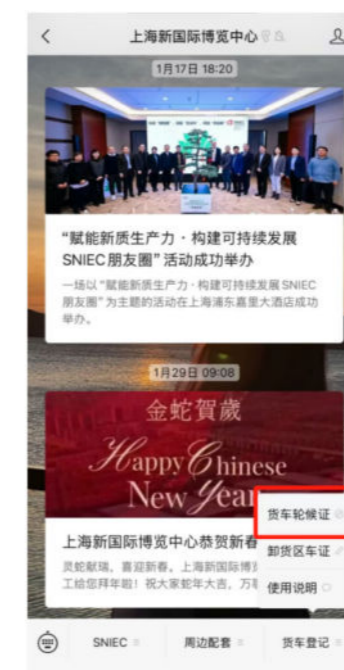 上海新国际博览中心
1月17日 18:20
“赋能新质生产力 · 构建可持续发展
SNIEC朋友圈”活动成功举办
一场以“赋能新质生产力 · 构建可持续发展 SNIEC
朋友圈”为主题的活动在上海浦东嘉里大酒店成功
举办。
1月29日 09:08
金蛇賀歲
Happy Chinese
New Year
货车轮候证
上海新国际博览中心恭贺新春
卸货区车证
灵蛇献瑞，喜迎新春。上海新国际博
工给您拜年啦！祝大家蛇年大吉，万
使用说明
SNIEC
周边配套
货车登记